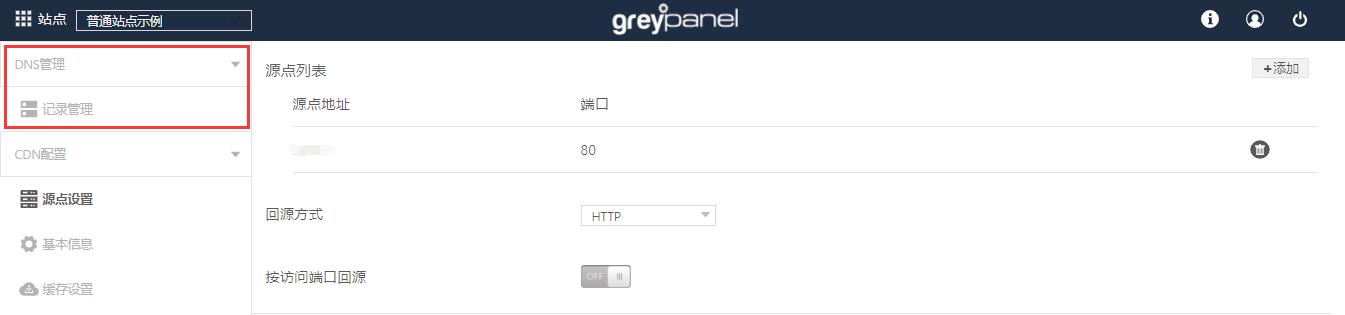 站点 普通站点示例 greypanel
DNS管理
记录管理
CDN配置
源点设置
基本信息
缓存设置
源点列表 +添加
源点地址 端口
80
回源方式 HTTP
按访问端口回源 OFF